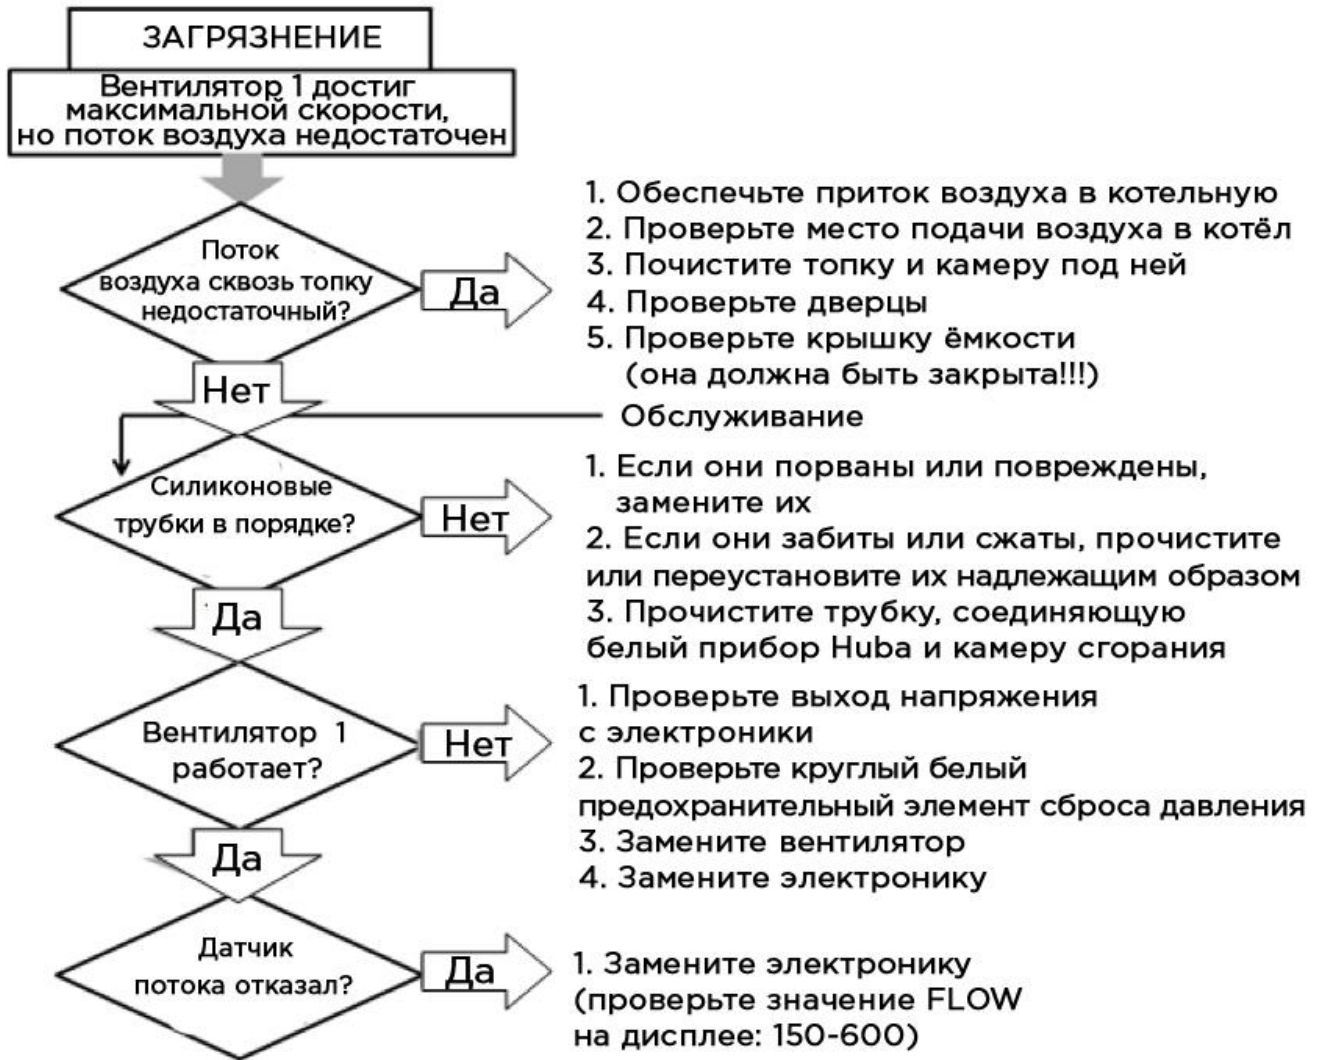 ЗАГРЯЗНЕНИЕ
Вентилятор 1 достиг
максимальной скорости,
но поток воздуха недостаточен
Поток
воздуха сквозь топку
недостаточный?
Да
1. Обеспечьте приток воздуха в котельную
2. Проверьте место подачи воздуха в котёл
3. Почистите топку и камеру под ней
4. Проверьте дверцы
5. Проверьте крышку ёмкости
(она должна быть закрыта!!!)
Нет
Обслуживание
Силиконовые
трубки в порядке?
Нет
1. Если они порваны или повреждены,
замените их
2. Если они забиты или сжаты, прочистите
или переустановите их надлежащим образом
3. Прочистите трубку, соединяющую
белый прибор Huba и камеру сгорания
Да
Вентилятор 1
работает?
Нет
1. Проверьте выход напряжения
с электроники
2. Проверьте круглый белый
предохранительный элемент сброса давления
3. Замените вентилятор
4. Замените электронику
Да
Датчик
потока отказал?
Да
1. Замените электронику
(проверьте значение FLOW
на дисплее: 150-600)